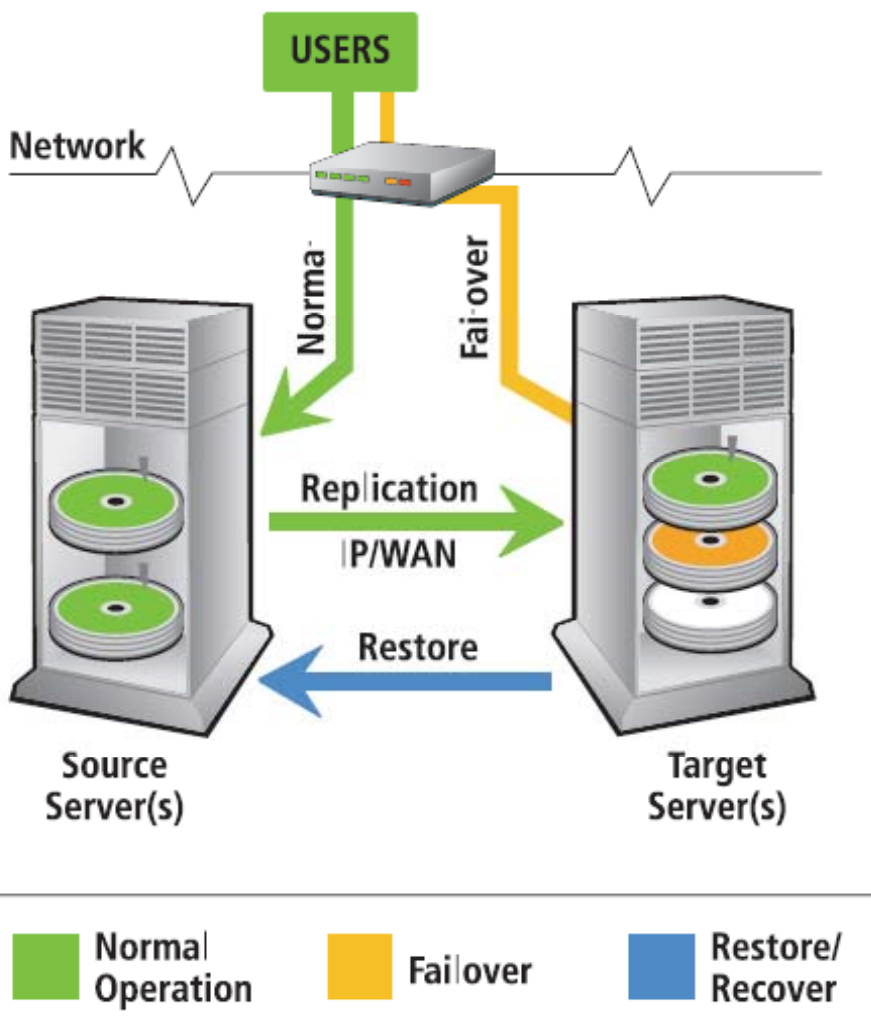 USERS
Network
Normal
Failover
Replication
IP/WAN
Restore
Source
Server(s)
Target
Server(s)
Normal
Operation
Failover
Restore/
Recover